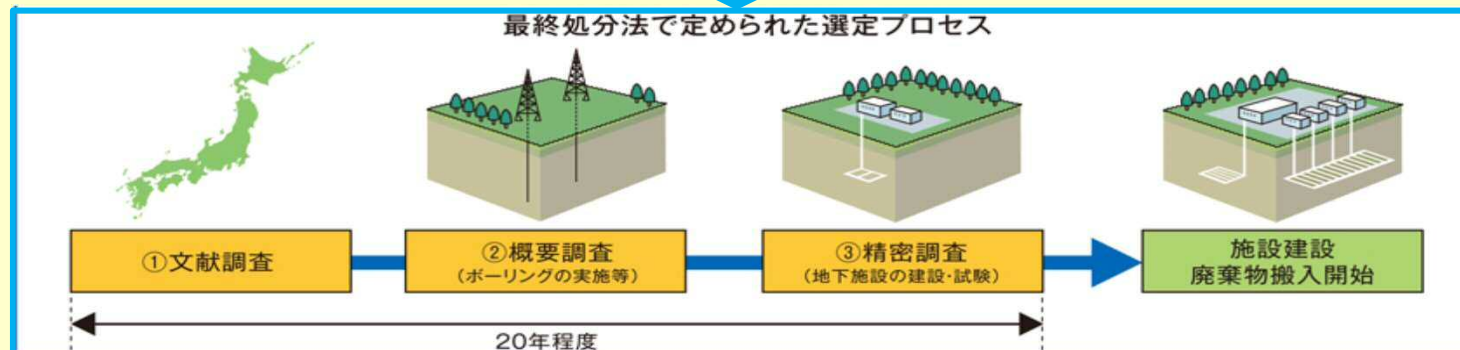 最終処分法で定められた選定プロセス
①文献調査
②概要調査
(ボーリングの実施等)
③精密調査
(地下施設の建設・試験)
施設建設
廃棄物搬入開始
20年程度